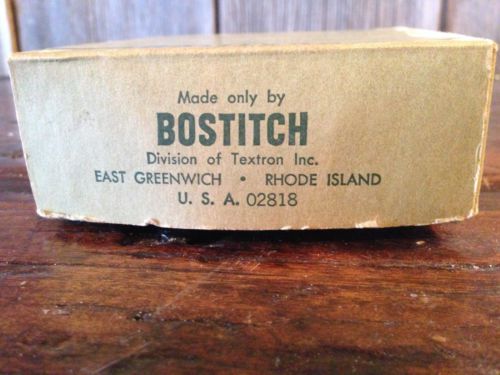 Made only by
BOSTITCH
Division of Textron Inc.
EAST GREENWICH • RHODE ISLAND
U. S. A. 02818